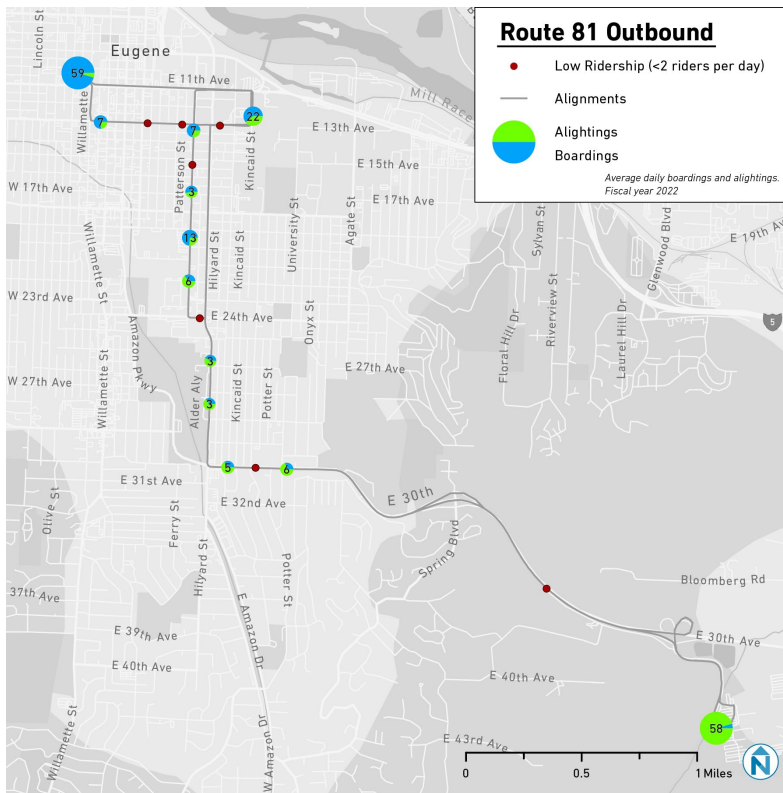 Route 81 Outbound
Low Ridership (<2 riders per day)
Alignments
Alightings
Boardings
Average daily boardings and alightings.
Fiscal year 2022
Lincoln St
Eugene
59
E 11th Ave
Mill Race
Willamette
7
7
22
E 13th Ave
Patterson St
Kincaid St
E 15th Ave
W 17th Ave
3
E 17th Ave
Agate St
University St
Sylvan St
Glenwood Blvd
E 19th Ave
13
Willamette St
Hilyard St
Kincaid St
Riverview St
6
W 23rd Ave
E 24th Ave
Onyx St
5
Amazon Pkwy
Floral Hill Dr
Laurel Hill Dr
3
E 27th Ave
W 27th Ave
Willamette St
Alder Aly
Kincaid St
Potter St
3
5
6
E 31st Ave
E 30th
E 32nd Ave
Olive St
Ferry St
Spring Blvd
Hilyard St
Potter St
Bloomberg Rd
37th Ave
E Amazon Dr
E 39th Ave
E 30th Ave
E 40th Ave
E 40th Ave
Willamette St
W Amazon Dr
58
E 43rd Ave
0
0.5
1 Miles
N